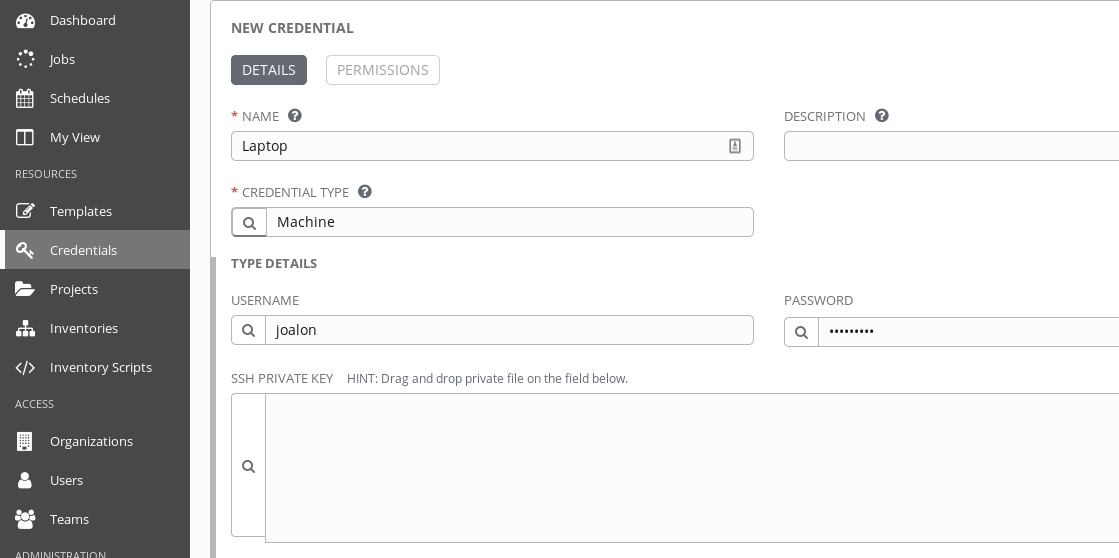 Dashboard
Jobs
Schedules
My View
RESOURCES
Templates
Credentials
Projects
Inventories
Inventory Scripts
ACCESS
Organizations
Users
Teams
ADMINISTRATION
NEW CREDENTIAL
DETAILS PERMISSIONS
* NAME ?
Laptop
DESCRIPTION ?
* CREDENTIAL TYPE ?
Machine
TYPE DETAILS
USERNAME
joalon
PASSWORD
•••••••••
SSH PRIVATE KEY HINT: Drag and drop private file on the field below.